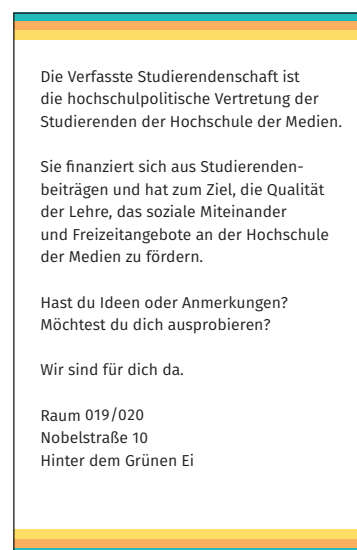 Die Verfasste Studierendenschaft ist
die hochschulpolitische Vertretung der
Studierenden der Hochschule der Medien.
Sie finanziert sich aus Studierenden-
beiträgen und hat zum Ziel, die Qualität
der Lehre, das soziale Miteinander
und Freizeitangebote an der Hochschule
der Medien zu fördern.
Hast du Ideen oder Anmerkungen?
Möchtest du dich ausprobieren?
Wir sind für dich da.
Raum 019/020
Nobelstraße 10
Hinter dem Grünen Ei